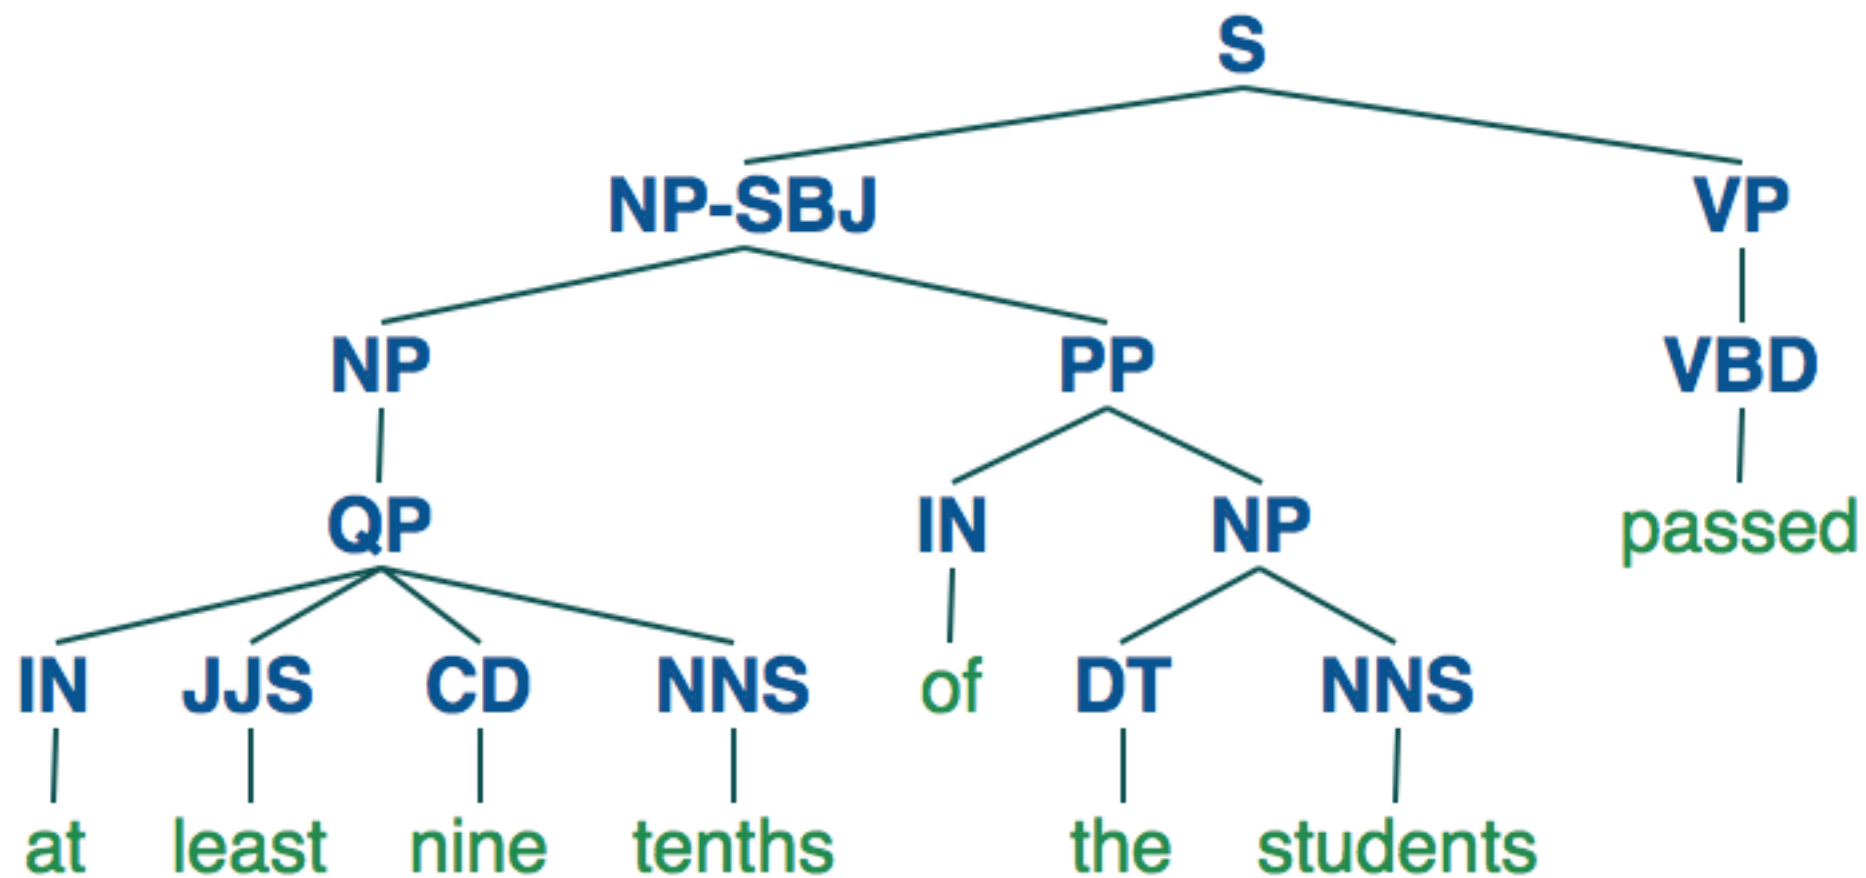 S
NP-SBJ VP
NP PP VBD
QP IN NP passed
IN JJS CD NNS of DT NNS
at least nine tenths the students